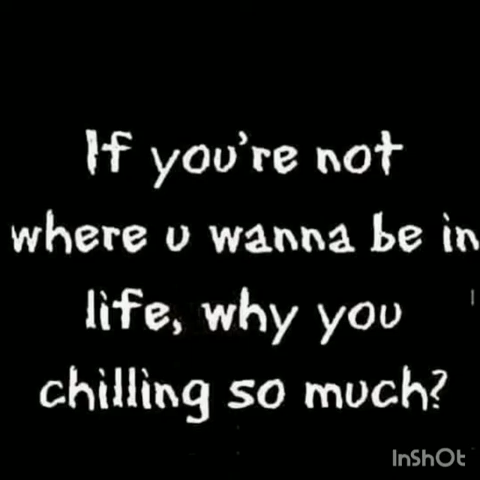 If you're not
where u wanna be in
life, why you
chilling so much?
InShOt